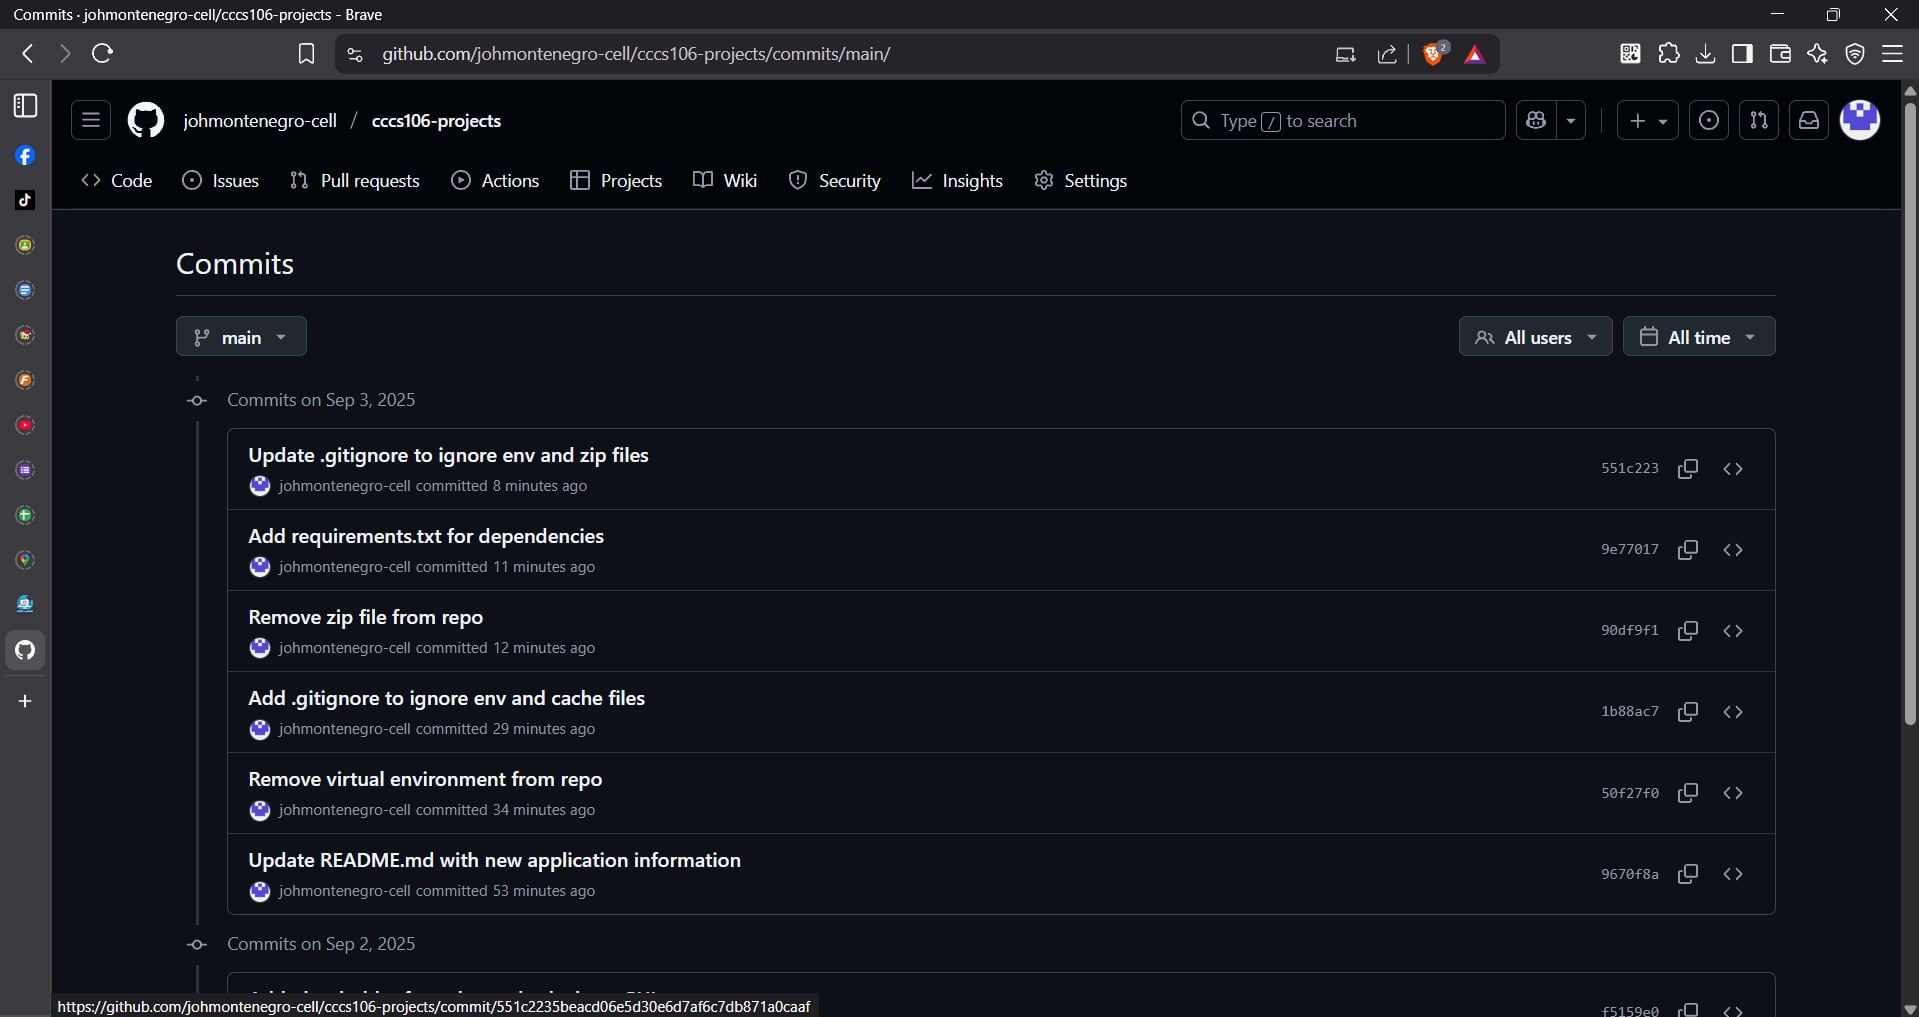 Commits · johmontenegro-cell/cccs106-projects - Brave
github.com/johmontenegro-cell/cccs106-projects/commits/main/
2
johmontenegro-cell / cccs106-projects
Type / to search
Code Issues Pull requests Actions Projects Wiki Security Insights Settings
Commits
main All users All time
Commits on Sep 3, 2025
Update .gitignore to ignore env and zip files
551c223
johmontenegro-cell committed 8 minutes ago
Add requirements.txt for dependencies
9e77017
johmontenegro-cell committed 11 minutes ago
Remove zip file from repo
90df9f1
johmontenegro-cell committed 12 minutes ago
Add .gitignore to ignore env and cache files
1b88ac7
johmontenegro-cell committed 29 minutes ago
Remove virtual environment from repo
50f27f0
johmontenegro-cell committed 34 minutes ago
Update README.md with new application information
9670f8a
johmontenegro-cell committed 53 minutes ago
Commits on Sep 2, 2025
f5159e0
https://github.com/johmontenegro-cell/cccs106-projects/commit/551c2235beacd06e5d30e6d7af6c7db871a0caaf